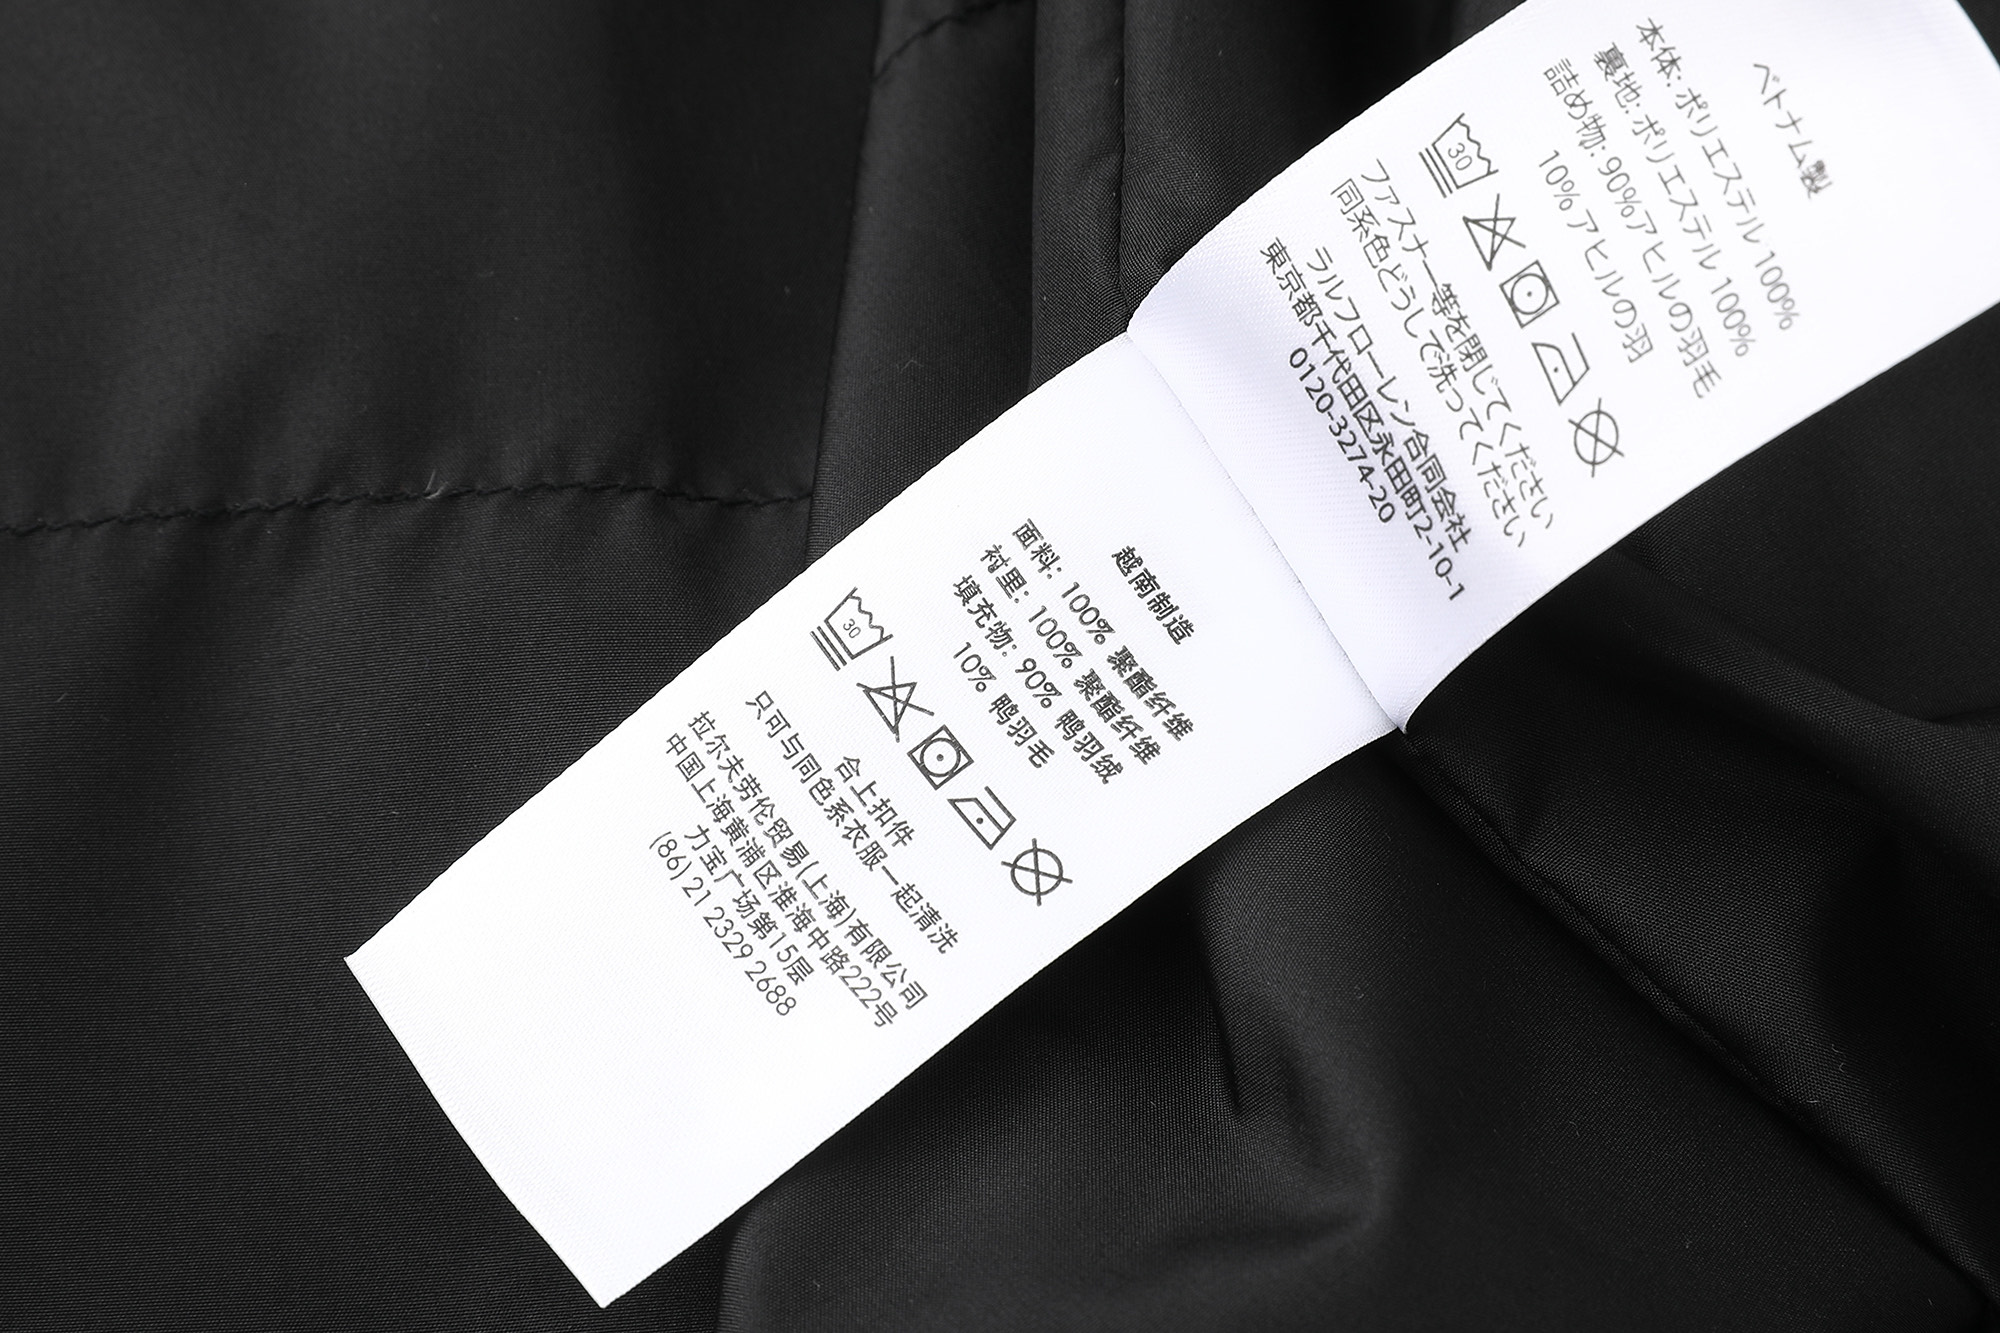 ベトナム製
本体: ポリエステル 100%
裏地: ポリエステル 100%
詰め物: 90%アヒルの羽毛
10% アヒルの羽
30
ファスナー等を閉じてください
同系色どうしで洗ってください
ラルフローレン合同会社
東京都千代田区永田町2-10-1
0120-3274-20
越南制造
面料: 100% 聚酯纤维
衬里: 100% 聚酯纤维
填充物: 90% 鸭羽绒
10% 鸭羽毛
30
合上扣件
只可与同色系衣服一起清洗
拉尔夫劳伦贸易(上海)有限公司
中国上海黄浦区淮海中路222号
力宝广场第15层
(86) 21 2329 2688